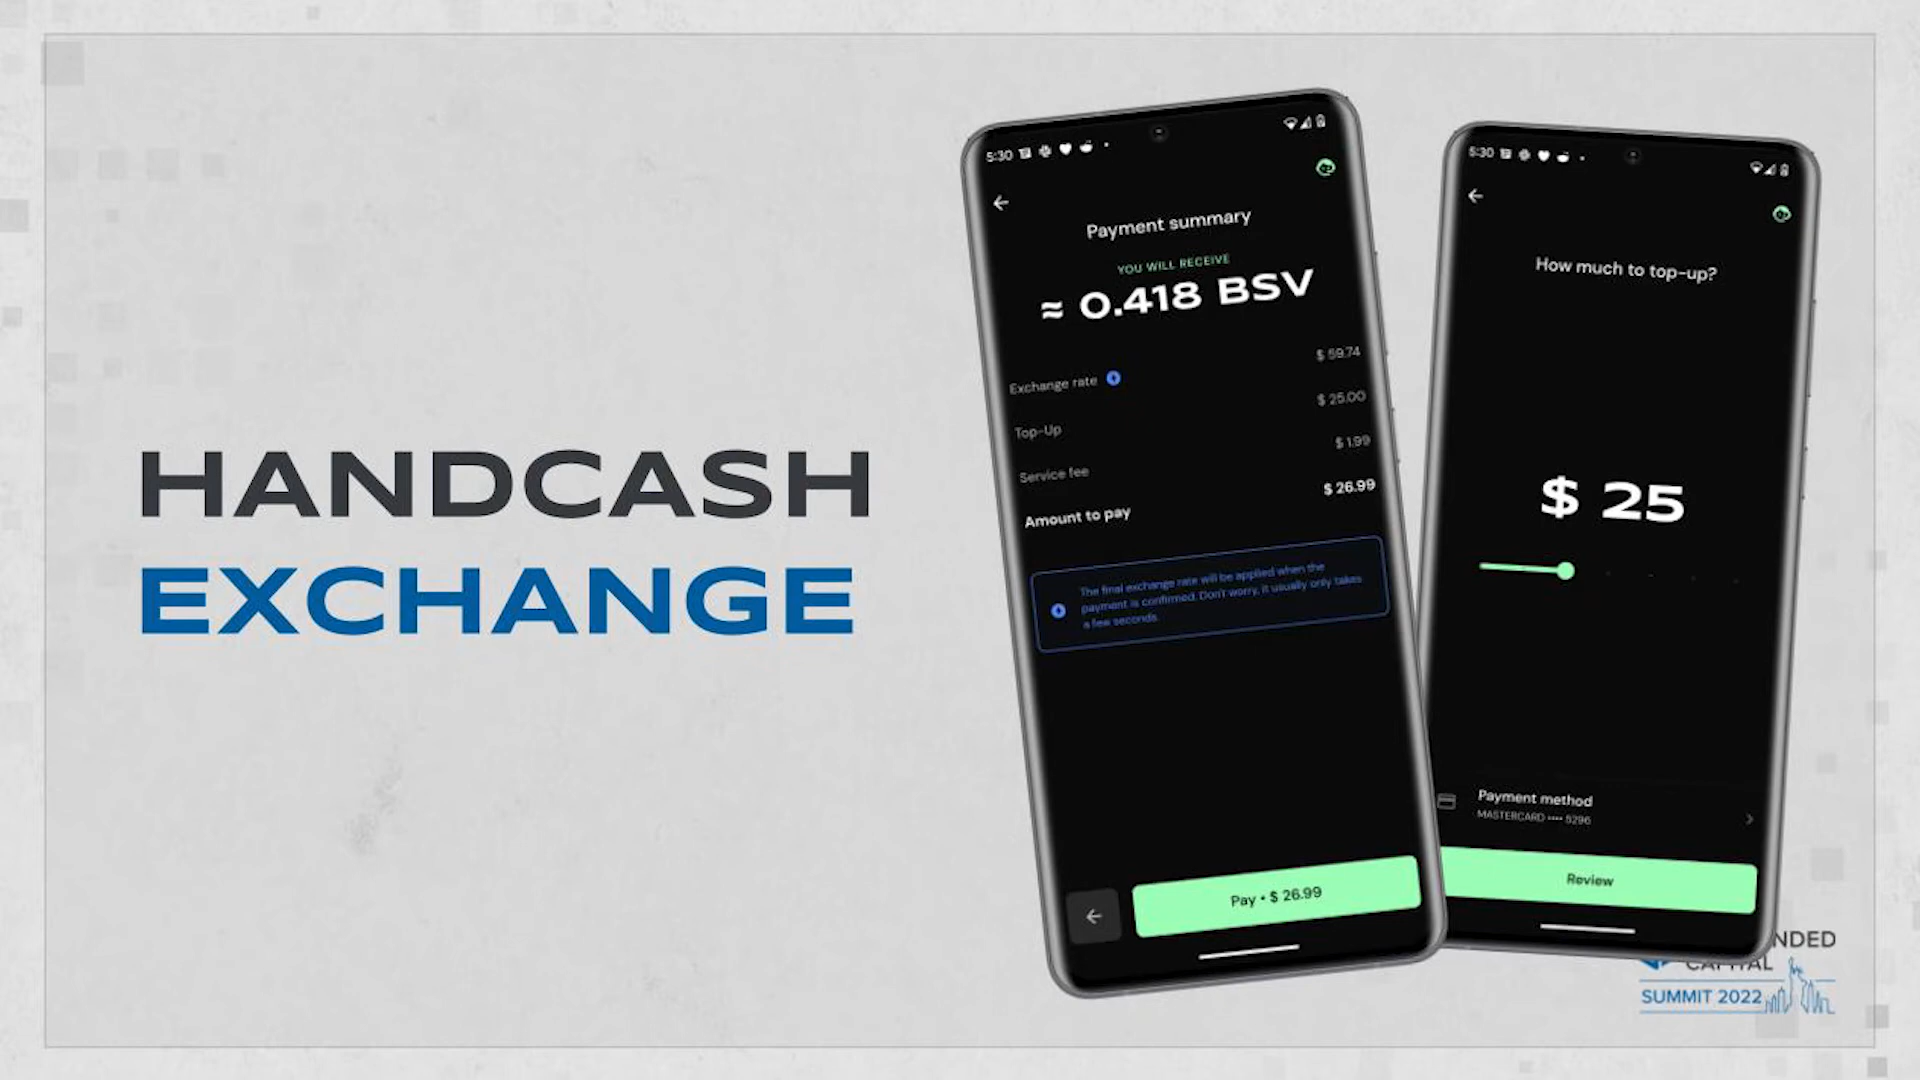 HANDCASH
EXCHANGE
5:30
Payment summary
YOU WILL RECEIVE
≈ 0.418 BSV
Exchange rate $ 59.74
Top-Up $ 25.00
Service fee $ 1.99
Amount to pay $ 26.99
The final exchange rate will be applied when the
payment is confirmed. Don't worry, it usually only takes
a few seconds.
Pay • $ 26.99
5:30
How much to top-up?
$ 25
Payment method
MASTERCARD •••• 5296
Review
NDED
CAPITAL
SUMMIT 2022